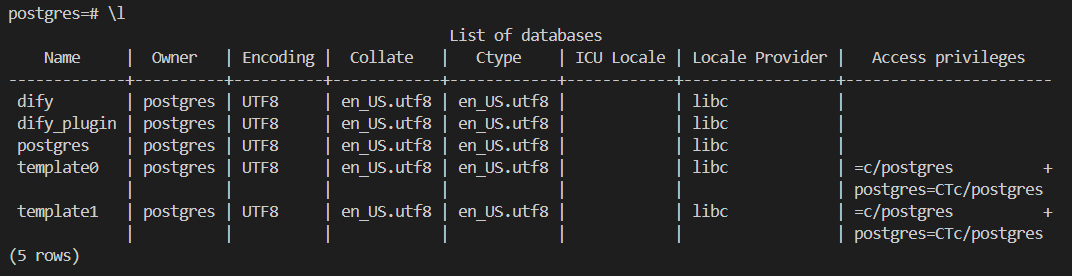 postgres=# \l
                                            List of databases
    Name     |  Owner   | Encoding |  Collate   |   Ctype    | ICU Locale | Locale Provider |   Access privileges
-------------+----------+----------+------------+------------+------------+-----------------+-----------------------
 dify        | postgres | UTF8     | en_US.utf8 | en_US.utf8 |            | libc            |
 dify_plugin | postgres | UTF8     | en_US.utf8 | en_US.utf8 |            | libc            |
 postgres    | postgres | UTF8     | en_US.utf8 | en_US.utf8 |            | libc            |
 template0   | postgres | UTF8     | en_US.utf8 | en_US.utf8 |            | libc            | =c/postgres          +
             |          |          |            |            |            |                 | postgres=CTc/postgres
 template1   | postgres | UTF8     | en_US.utf8 | en_US.utf8 |            | libc            | =c/postgres          +
             |          |          |            |            |            |                 | postgres=CTc/postgres
(5 rows)